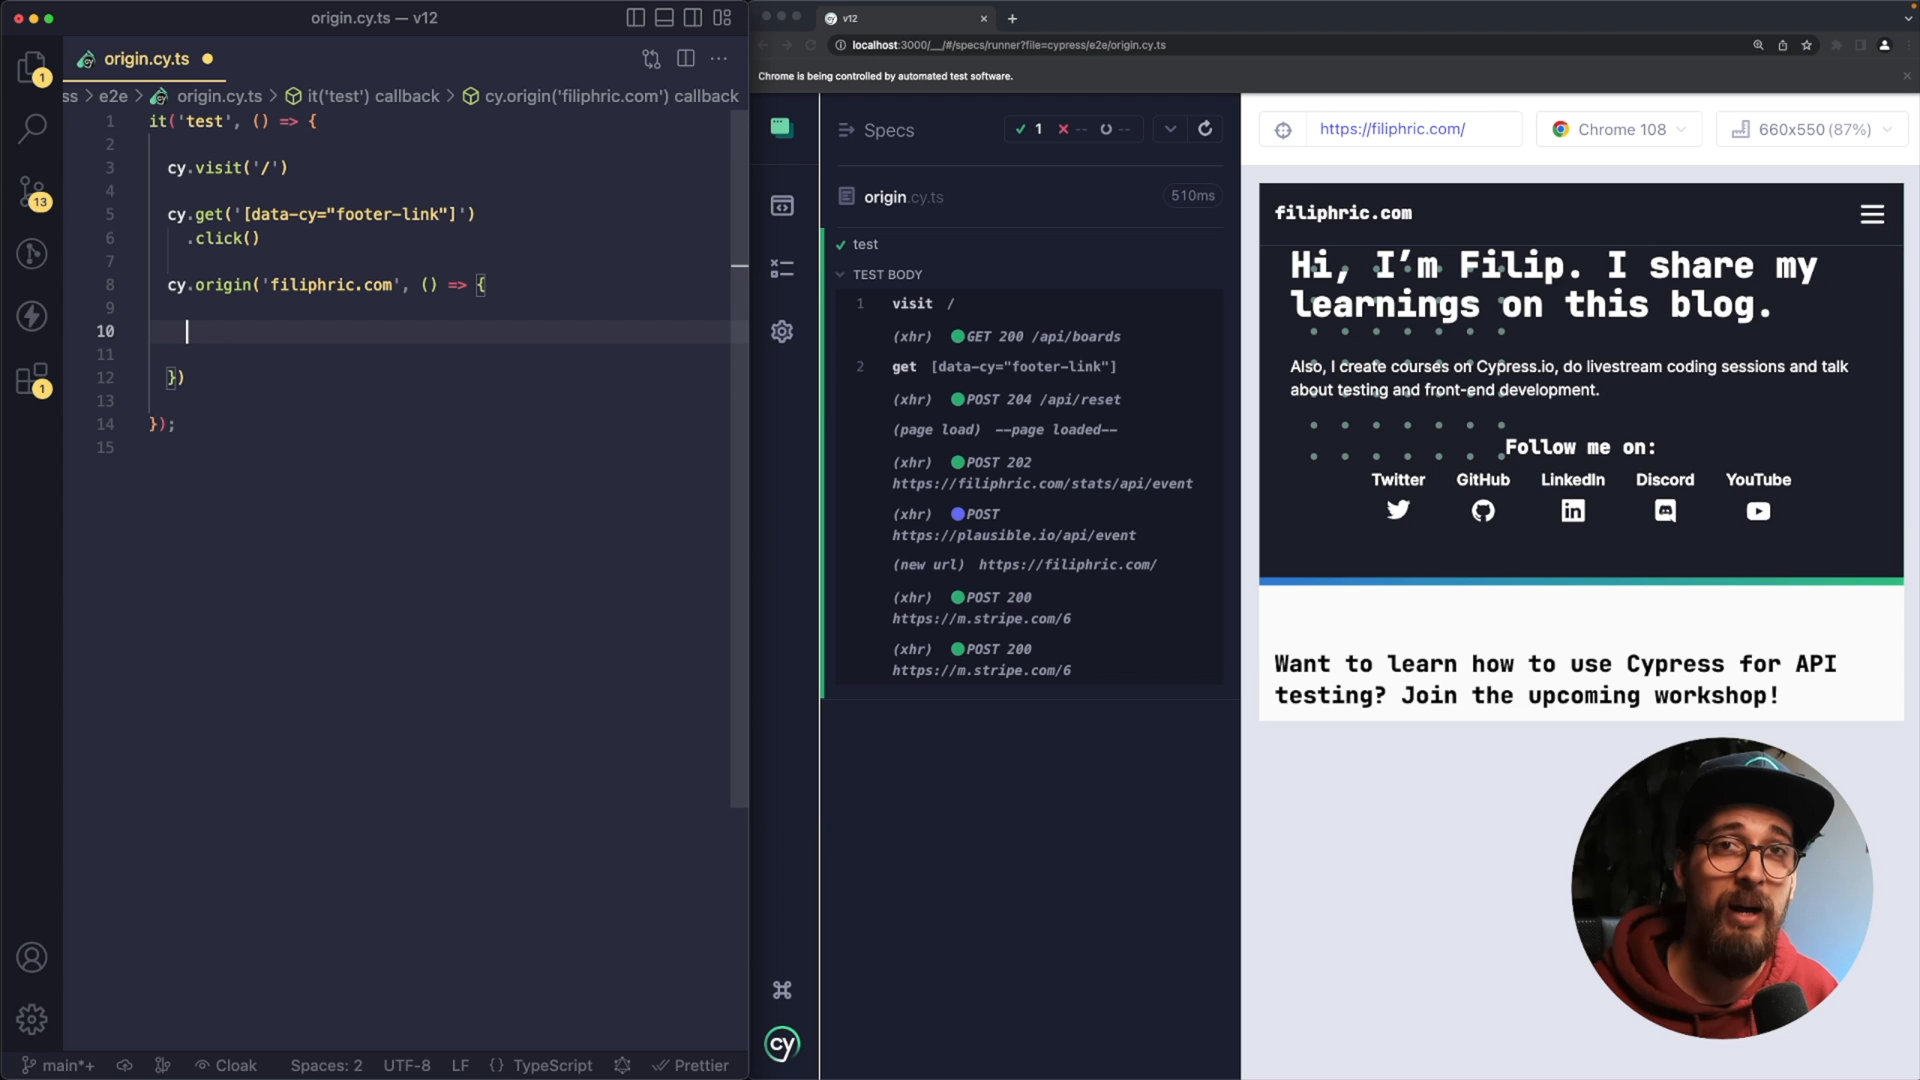 origin.cy.ts — v12
origin.cy.ts
ss > e2e > origin.cy.ts > it('test') callback > cy.origin('filiphric.com') callback
1 it('test', () => {
2
3 cy.visit('/')
4
5 cy.get('[data-cy="footer-link"]')
6 .click()
7
8 cy.origin('filiphric.com', () => {
9
10
11
12 })
13
14 });
15
1
13
1
main*+
Cloak
Spaces: 2
UTF-8
LF
{} TypeScript
Prettier
v12
localhost:3000/__/#/specs/runner?file=cypress/e2e/origin.cy.ts
Chrome is being controlled by automated test software.
Specs
1
--
--
origin.cy.ts
510ms
test
TEST BODY
1 visit /
(xhr) GET 200 /api/boards
2 get [data-cy="footer-link"]
(xhr) POST 204 /api/reset
(page load) --page loaded--
(xhr) POST 202
https://filiphric.com/stats/api/event
(xhr) POST
https://plausible.io/api/event
(new url) https://filiphric.com/
(xhr) POST 200
https://m.stripe.com/6
(xhr) POST 200
https://m.stripe.com/6
cy
https://filiphric.com/
Chrome 108
660x550 (87%)
filiphric.com
Hi, I’m Filip. I share my
learnings on this blog.
Also, I create courses on Cypress.io, do livestream coding sessions and talk
about testing and front-end development.
Follow me on:
Twitter
GitHub
LinkedIn
Discord
YouTube
Want to learn how to use Cypress for API
testing? Join the upcoming workshop!